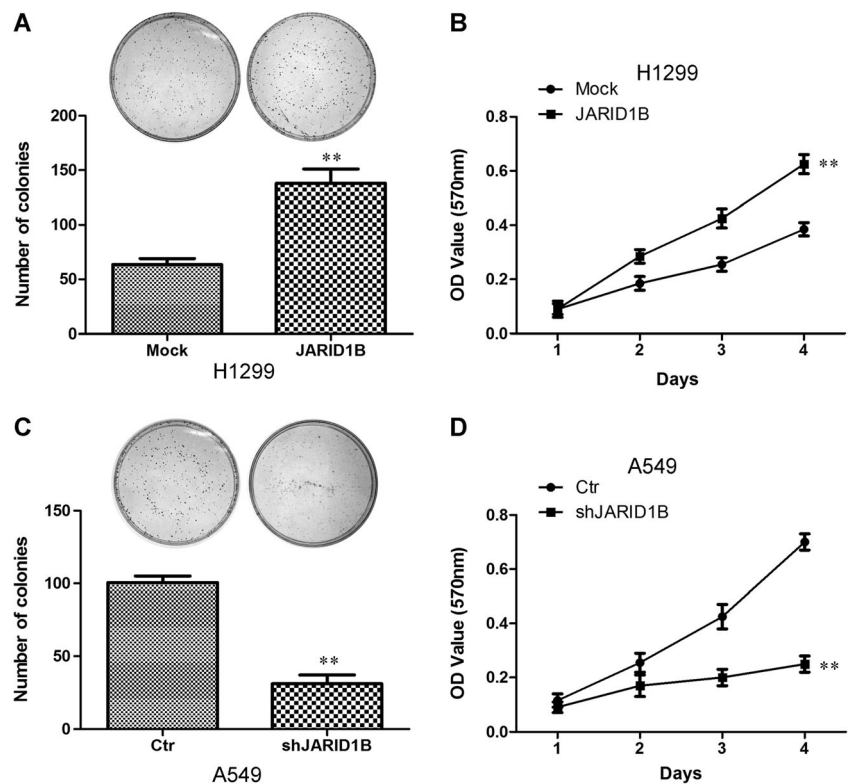 A
200
150
100
50
0
Number of colonies
**
Mock
JARID1B
H1299
B
H1299
Mock
JARID1B
0.8
0.6
0.4
0.2
0.0
OD Value (570nm)
**
1
2
3
4
Days
C
150
100
50
0
Number of colonies
**
Ctr
shJARID1B
A549
D
A549
Ctr
shJARID1B
0.8
0.6
0.4
0.2
0.0
OD Value (570nm)
**
1
2
3
4
Days